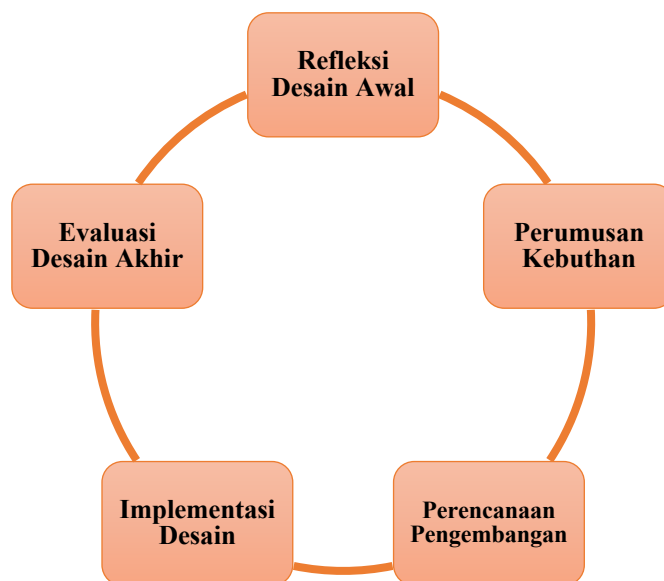 Refleksi
Desain Awal
Perumusan
Kebuthan
Perencanaan
Pengembangan
Implementasi
Desain
Evaluasi
Desain Akhir